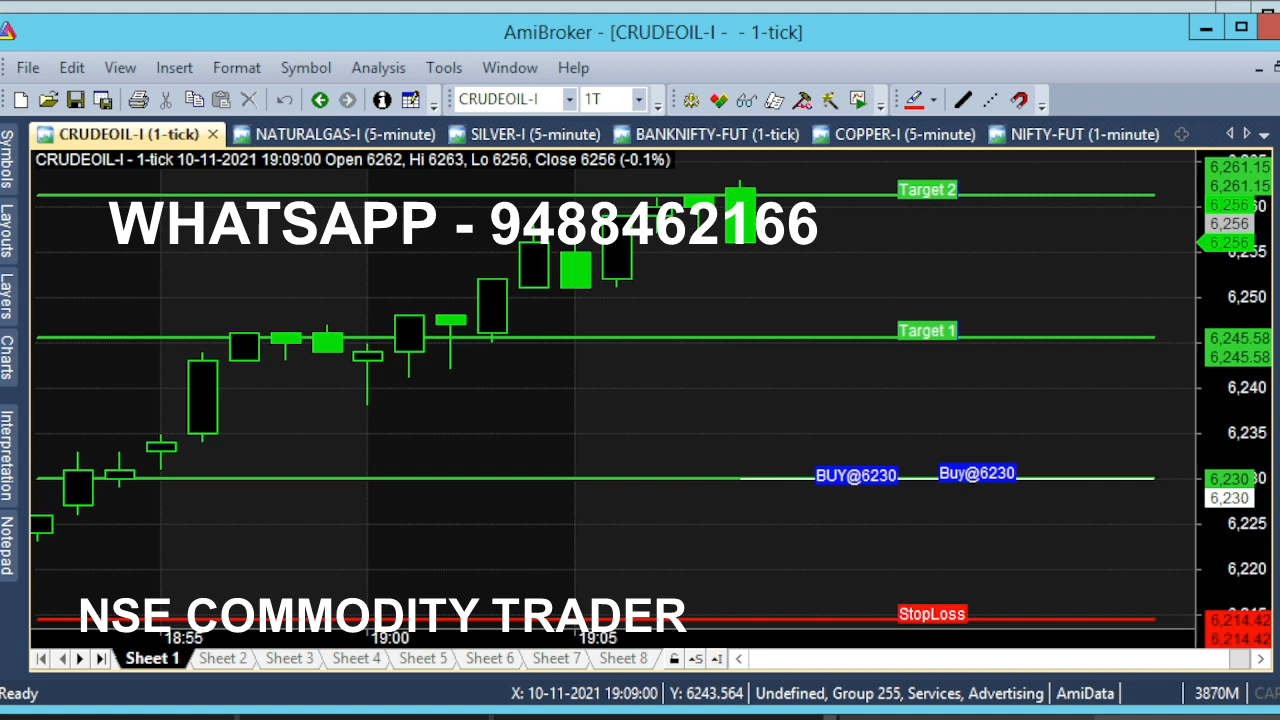 AmiBroker - [CRUDEOIL-I - - 1-tick]
File Edit View Insert Format Symbol Analysis Tools Window Help
CRUDEOIL-I 1T
CRUDEOIL-I (1-tick) NATURALGAS-I (5-minute) SILVER-I (5-minute) BANKNIFTY-FUT (1-tick) COPPER-I (5-minute) NIFTY-FUT (1-minute)
CRUDEOIL-I - 1-tick 10-11-2021 19:09:00 Open 6262, Hi 6263, Lo 6256, Close 6256 (-0.1%)
Symbols
Layouts
Layers
Charts
Interpretation
Notepad
6,261.15
Target 2
6,261.15
6,256
WHATSAPP - 9488462166
6,256
6,256
6,250
Target 1
6,245.58
6,245.58
6,240
6,235
BUY@6230
Buy@6230
6,230
6,230
6,225
6,220
NSE COMMODITY TRADER
StopLoss
6,214.42
6,214.42
18:55 19:00 19:05
Sheet 1 Sheet 2 Sheet 3 Sheet 4 Sheet 5 Sheet 6 Sheet 7 Sheet 8
Ready X: 10-11-2021 19:09:00 Y: 6243.564 Undefined, Group 255, Services, Advertising AmiData 3870M